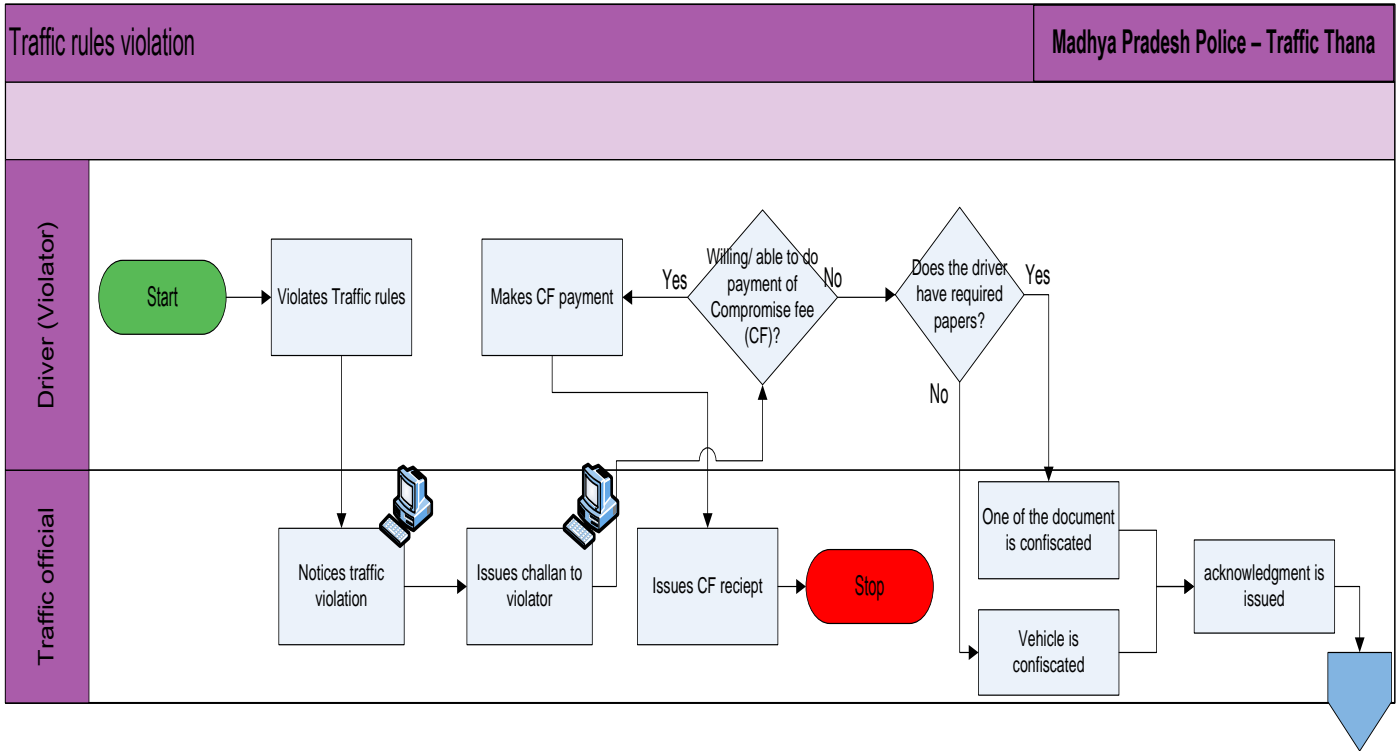 Traffic rules violation
Madhya Pradesh Police – Traffic Thana
Driver (Violator)
Start
Violates Traffic rules
Makes CF payment
Yes
Willing/ able to do
payment of
Compromise fee
(CF)?
No
Does the driver
have required
papers?
Yes
No
Traffic official
Notices traffic
violation
Issues challan to
violator
Issues CF reciept
Stop
One of the document
is confiscated
Vehicle is
confiscated
acknowledgment is
issued